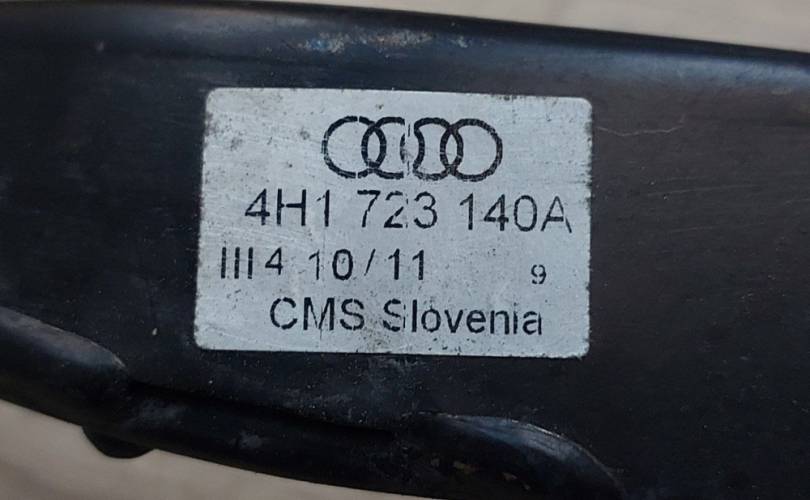 4H1 723 140A
III4 10/11 9
CMS Slovenia